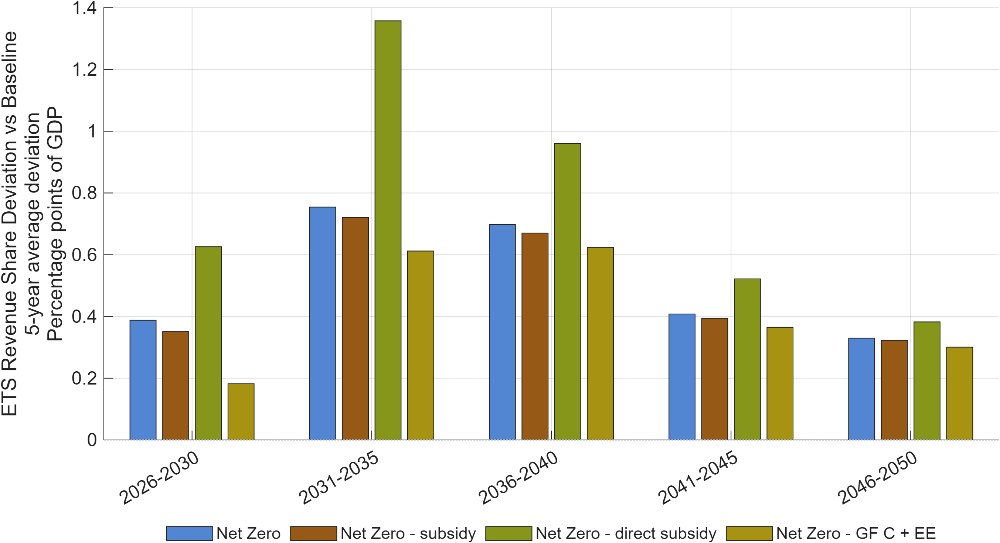 ETS Revenue Share Deviation vs Baseline
5-year average deviation
Percentage points of GDP
1.4
1.2
1
0.8
0.6
0.4
0.2
0
2026-2030
2031-2035
2036-2040
2041-2045
2046-2050
Net Zero
Net Zero - subsidy
Net Zero - direct subsidy
Net Zero - GF C + EE